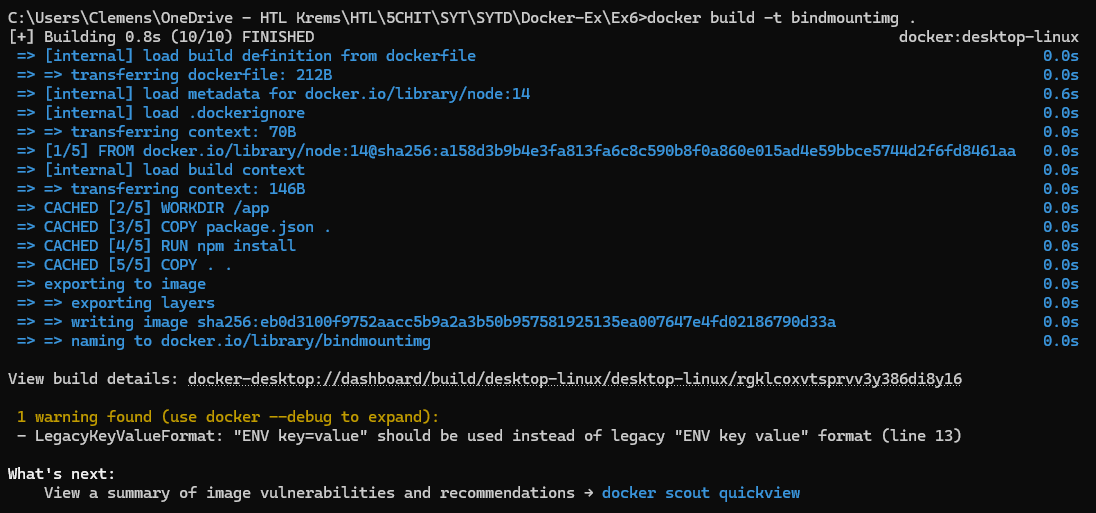 C:\Users\Clemens\OneDrive - HTL Krems\HTL\5CHIT\SYT\SYTD\Docker-Ex\Ex6>docker build -t bindmountimg .
[+] Building 0.8s (10/10) FINISHED docker:desktop-linux
=> [internal] load build definition from dockerfile 0.0s
=> => transferring dockerfile: 212B 0.0s
=> [internal] load metadata for docker.io/library/node:14 0.6s
=> [internal] load .dockerignore 0.0s
=> => transferring context: 70B 0.0s
=> [1/5] FROM docker.io/library/node:14@sha256:a158d3b9b4e3fa813fa6c8c590b8f0a860e015ad4e59bbce5744d2f6fd8461aa 0.0s
=> [internal] load build context 0.0s
=> => transferring context: 146B 0.0s
=> CACHED [2/5] WORKDIR /app 0.0s
=> CACHED [3/5] COPY package.json . 0.0s
=> CACHED [4/5] RUN npm install 0.0s
=> CACHED [5/5] COPY . . 0.0s
=> exporting to image 0.0s
=> => exporting layers 0.0s
=> => writing image sha256:eb0d3100f9752aacc5b9a2a3b50b957581925135ea007647e4fd02186790d33a 0.0s
=> => naming to docker.io/library/bindmountimg 0.0s
View build details: docker-desktop://dashboard/build/desktop-linux/desktop-linux/rgklcoxvtsprvv3y386di8y16
1 warning found (use docker --debug to expand):
- LegacyKeyValueFormat: "ENV key=value" should be used instead of legacy "ENV key value" format (line 13)
What's next:
View a summary of image vulnerabilities and recommendations → docker scout quickview